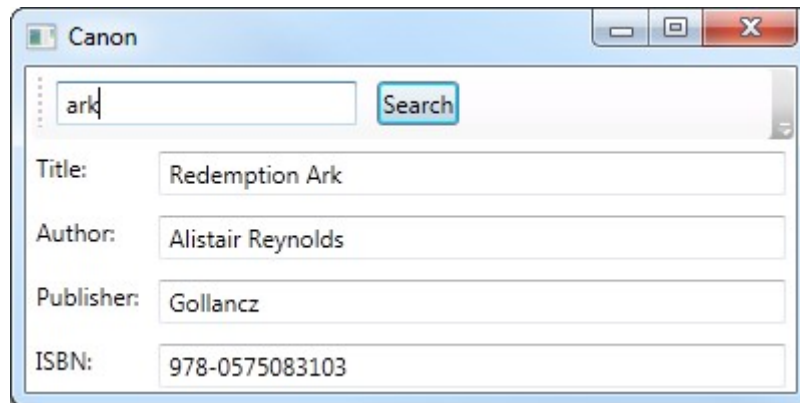 Canon
ark Search
Title: Redemption Ark
Author: Alistair Reynolds
Publisher: Gollancz
ISBN: 978-0575083103